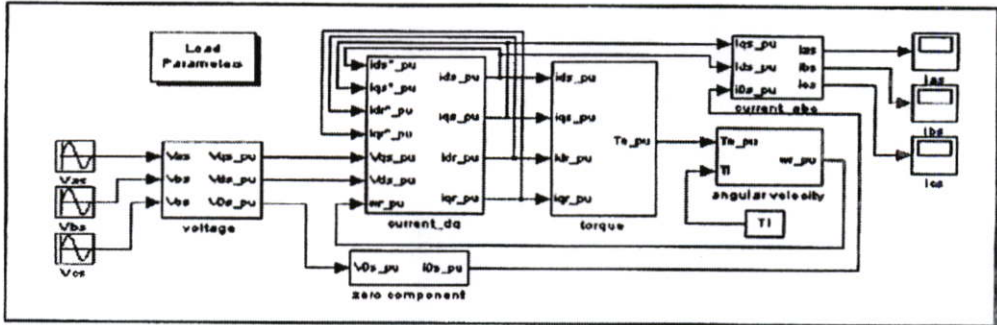 Load
Parameters
Vas
Vbs
Vcs
Vas
Vbs
Vcs
Vqs_pu
Vds_pu
V0s_pu
voltage
ids*_pu
iqs*_pu
idr*_pu
iqr*_pu
Vqs_pu
Vds_pu
wr_pu
ids_pu
iqs_pu
idr_pu
iqr_pu
current_dq
ids_pu
iqs_pu
idr_pu
iqr_pu
Te_pu
torque
Te_pu
Tl
wr_pu
angular velocity
Tl
iqs_pu
ids_pu
i0s_pu
ias
ibs
ics
current_abc
ias
ibs
ics
V0s_pu
i0s_pu
zero component